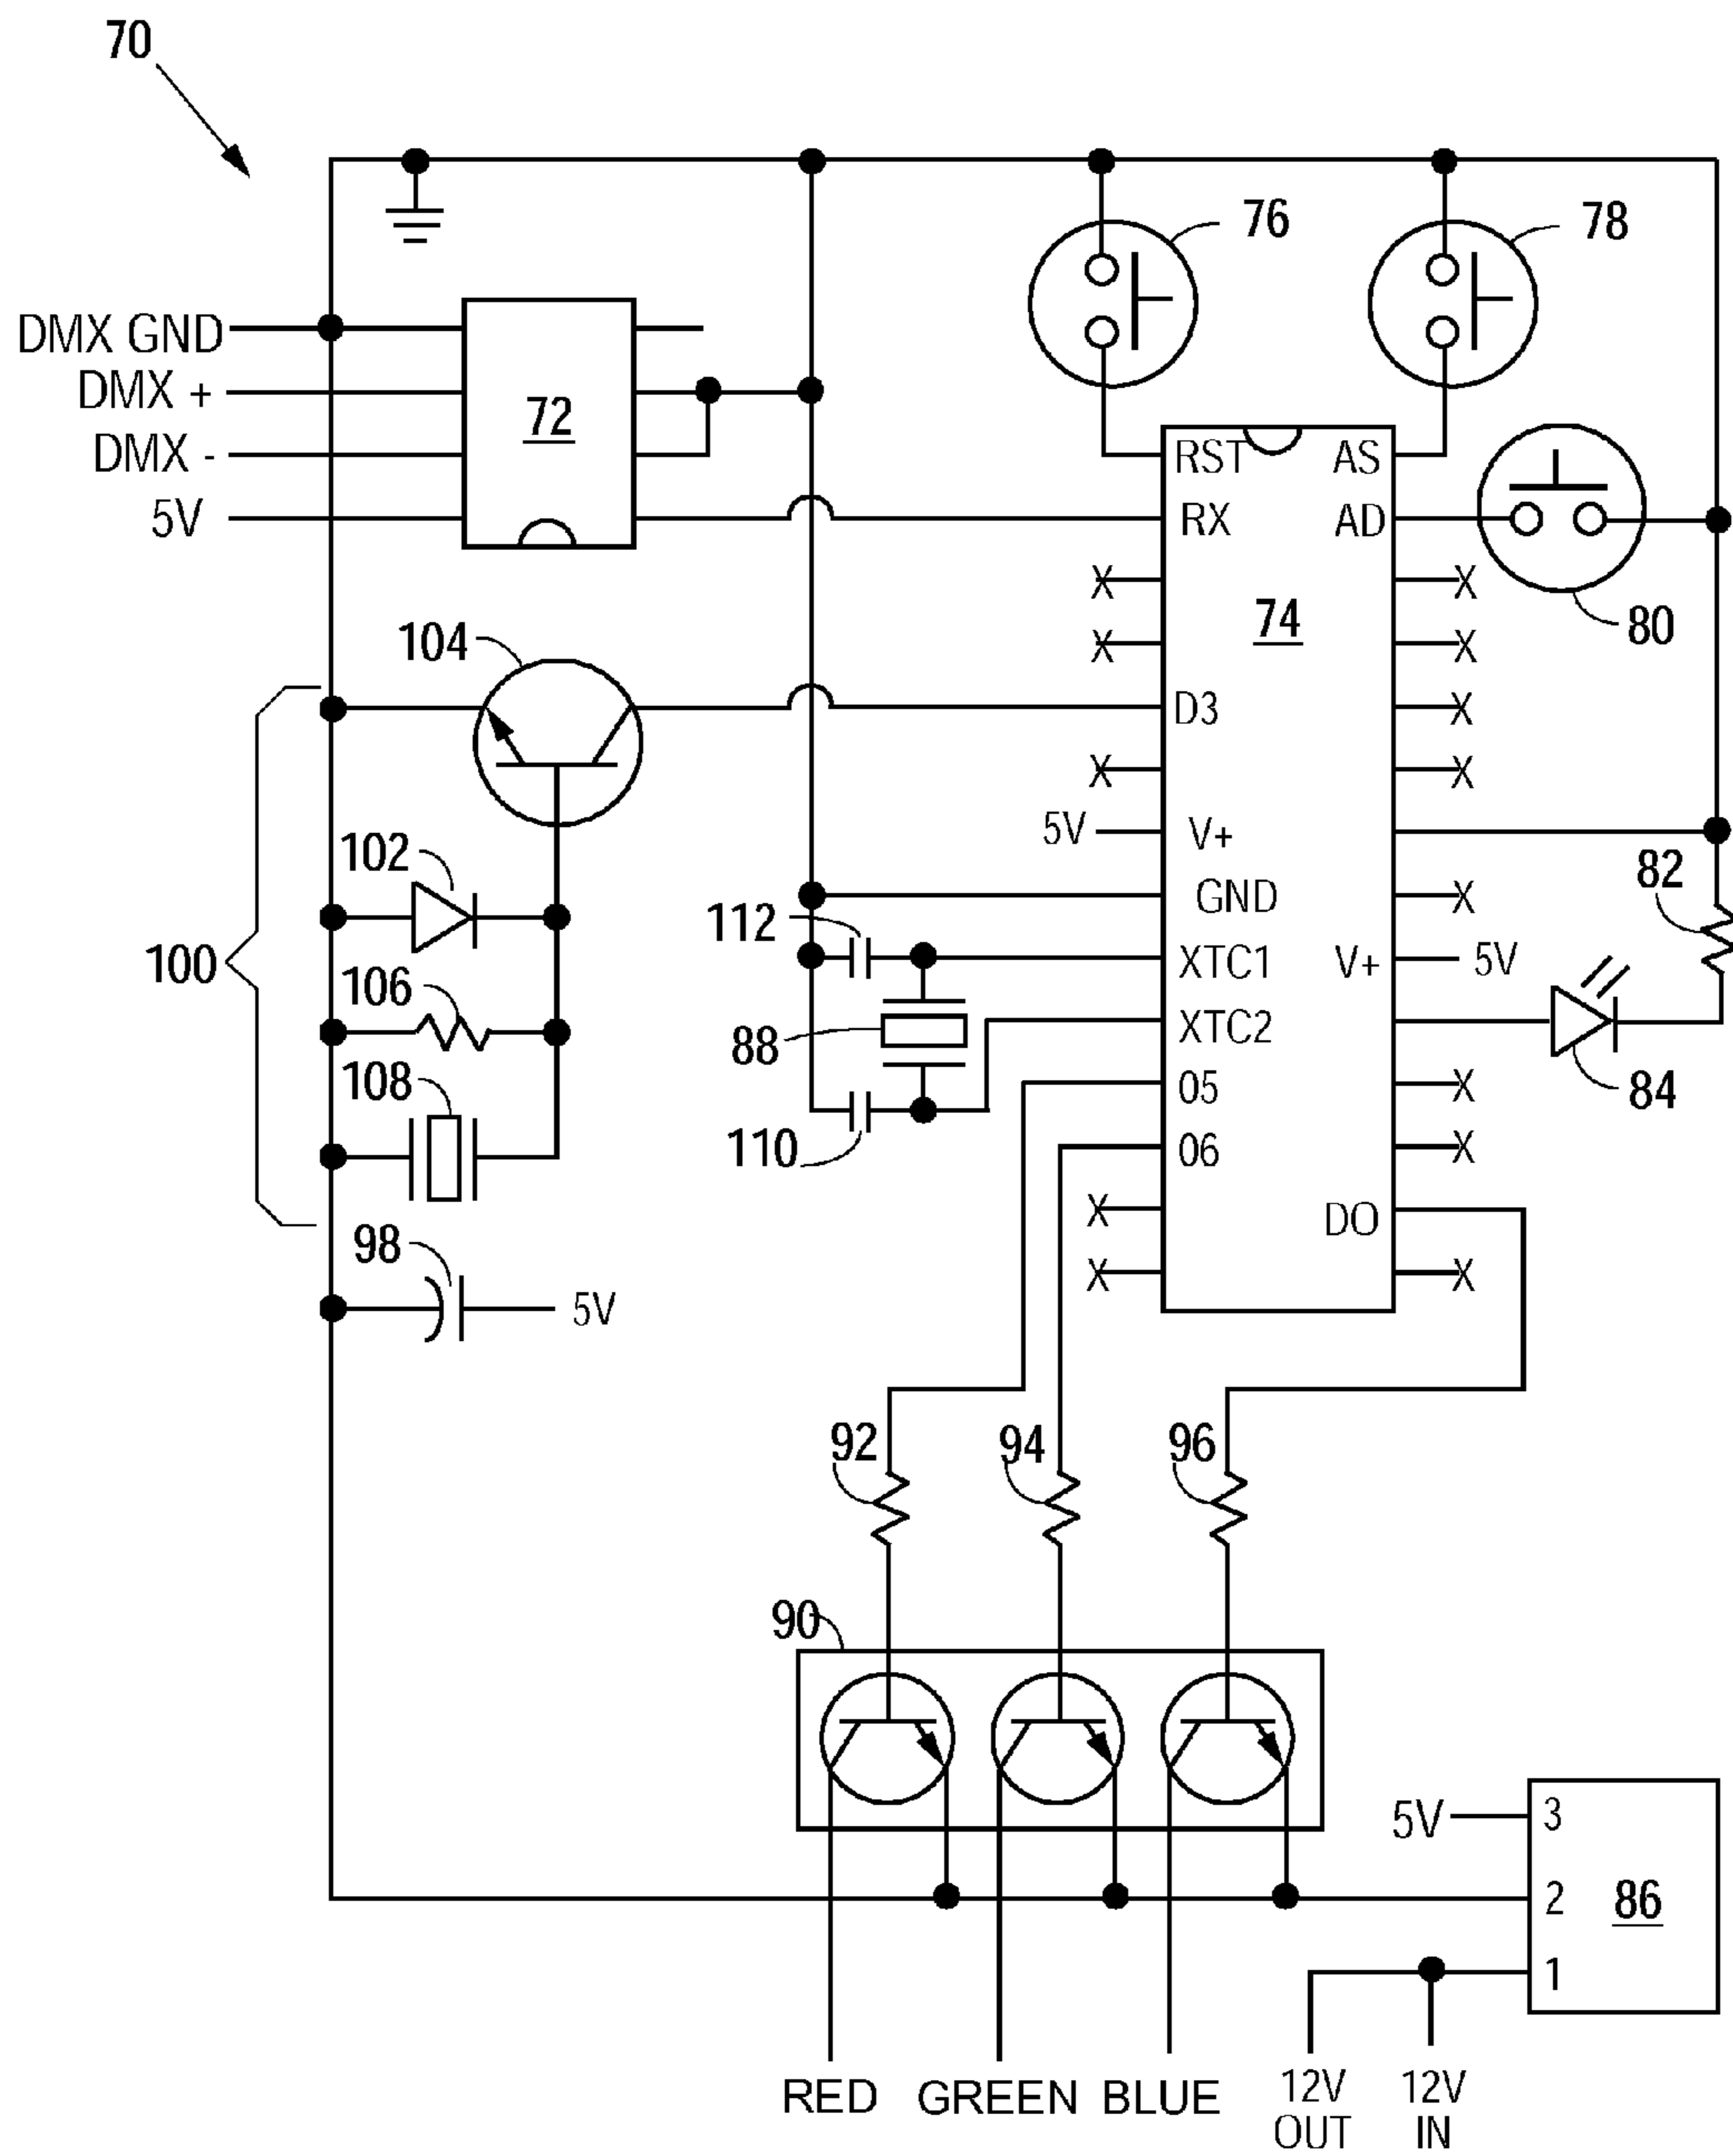 70
76
78
DMX GND
DMX +
DMX -
5V
72
RST
AS
RX
AD
74
80
104
D3
5V
V+
102
82
GND
112
100
XTC1
V+
5V
106
88
XTC2
108
05
84
110
06
DO
98
5V
92
94
96
90
5V
3
2
86
1
RED
GREEN
BLUE
12V
OUT
12V
IN
X
X
X
X
X
X
X
X
X
X
X
X
X
X